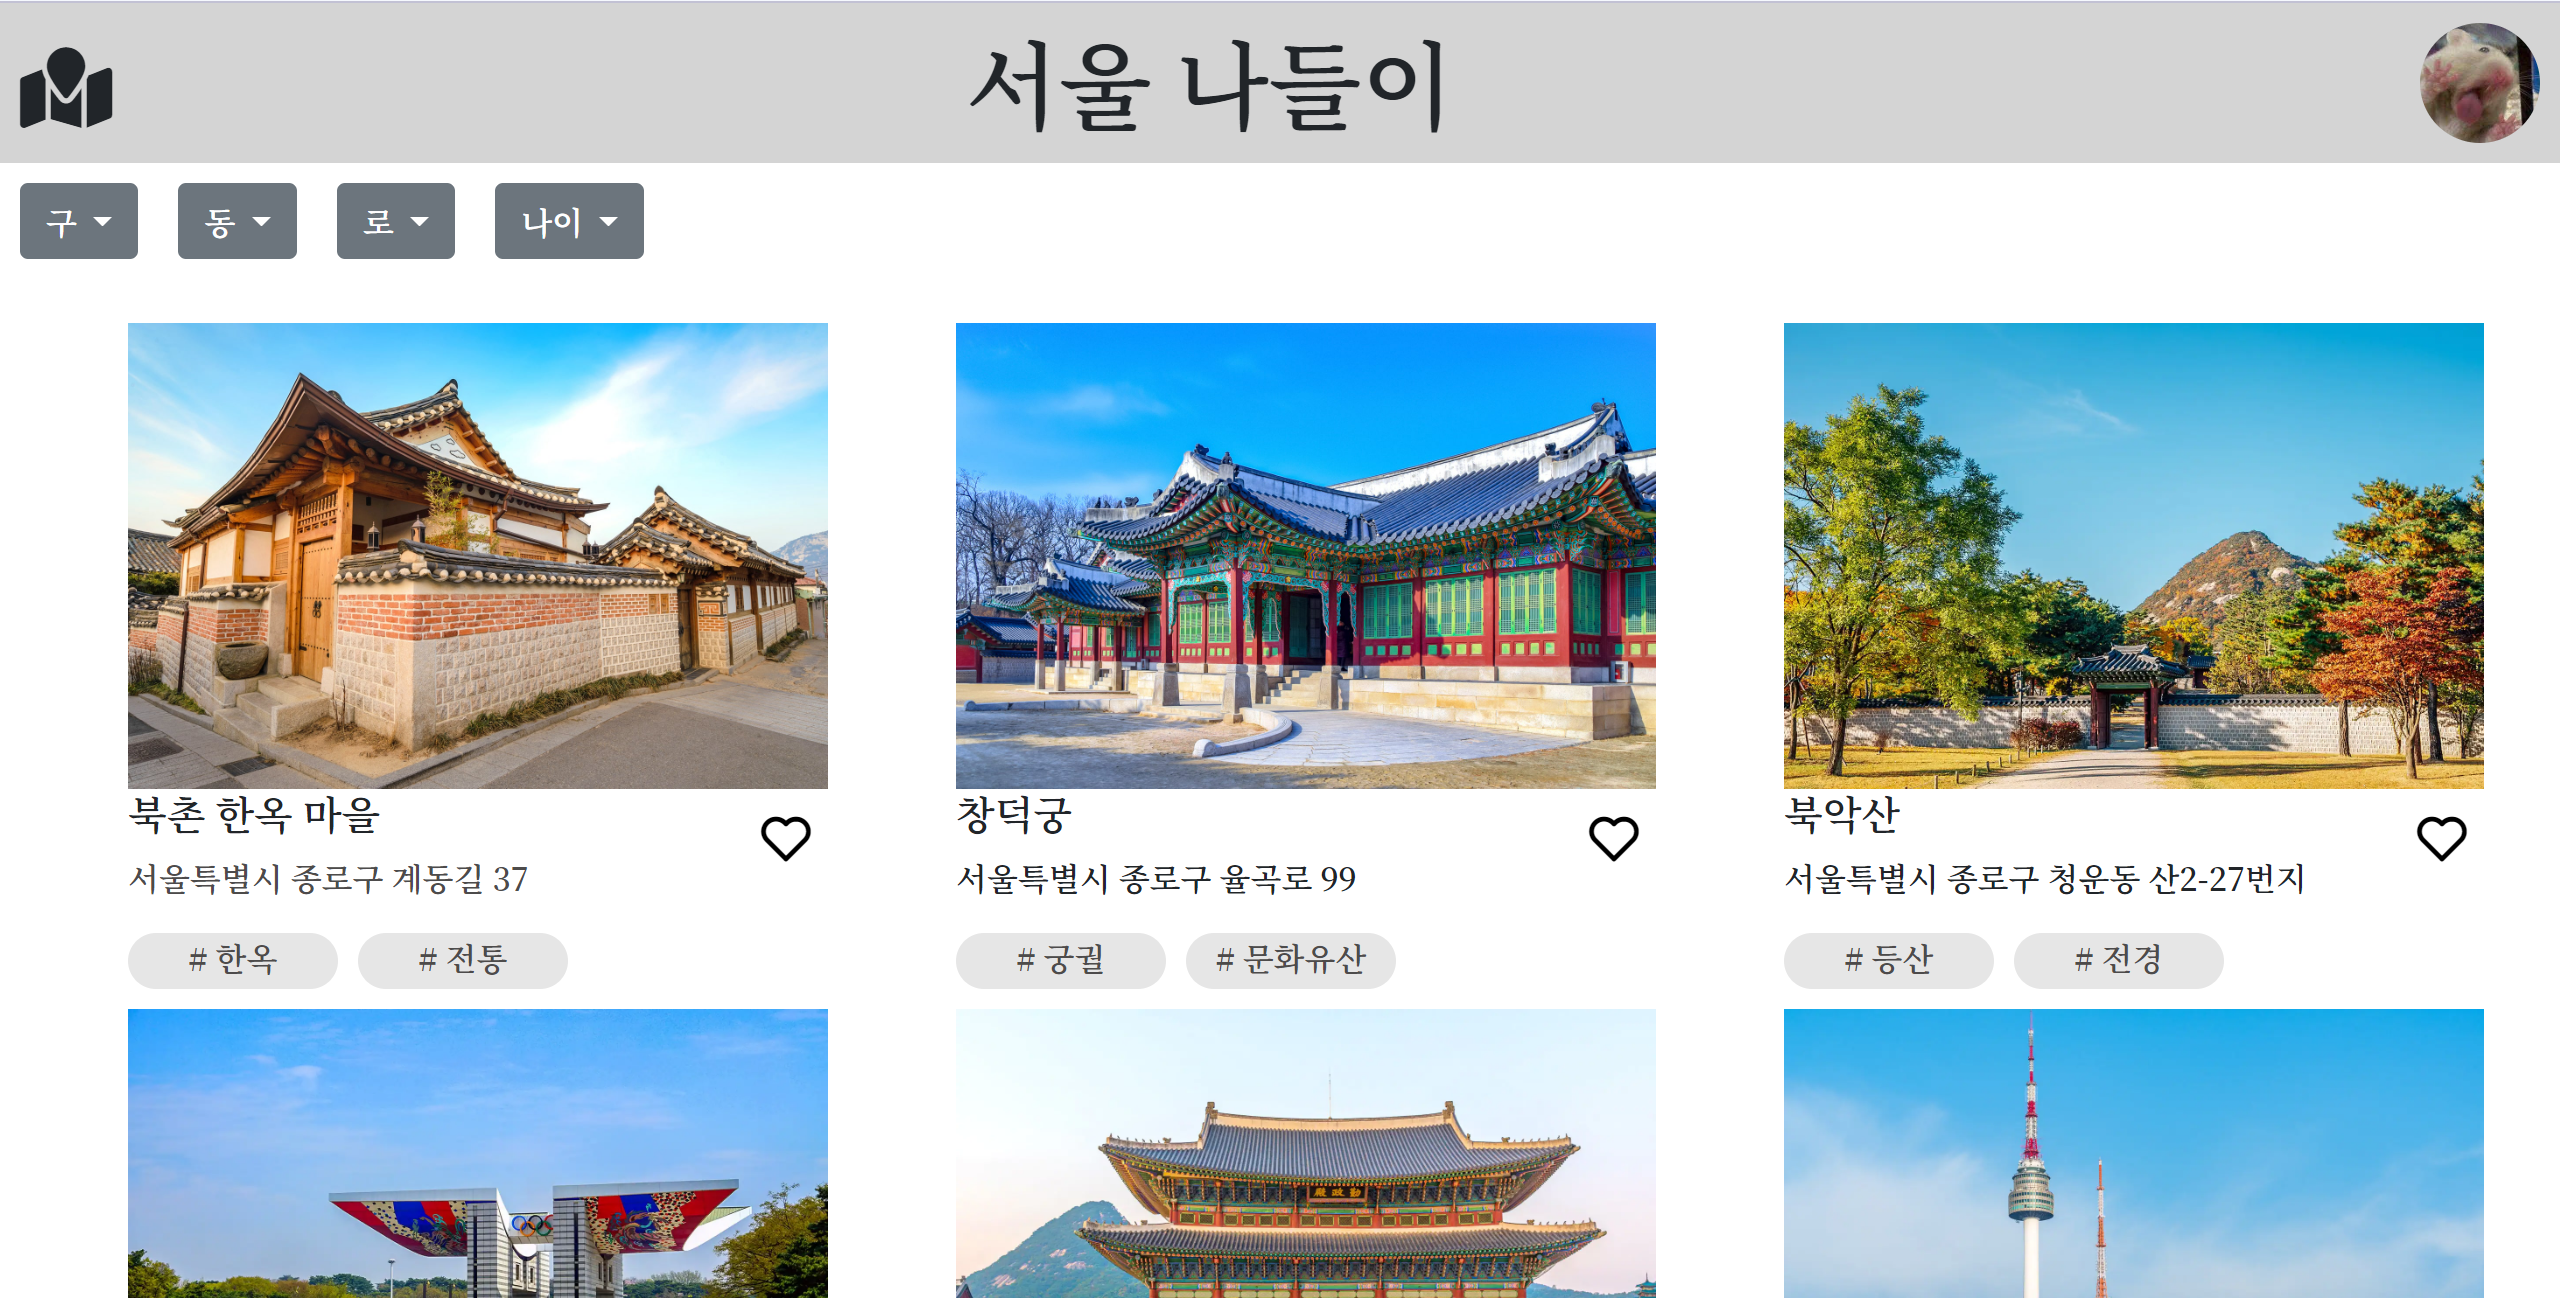 서울 나들이
구
동
로
나이
북촌 한옥 마을
서울특별시 종로구 계동길 37
# 한옥
# 전통
창덕궁
서울특별시 종로구 율곡로 99
# 궁궐
# 문화유산
북악산
서울특별시 종로구 청운동 산2-27번지
# 등산
# 전경
殿政勤